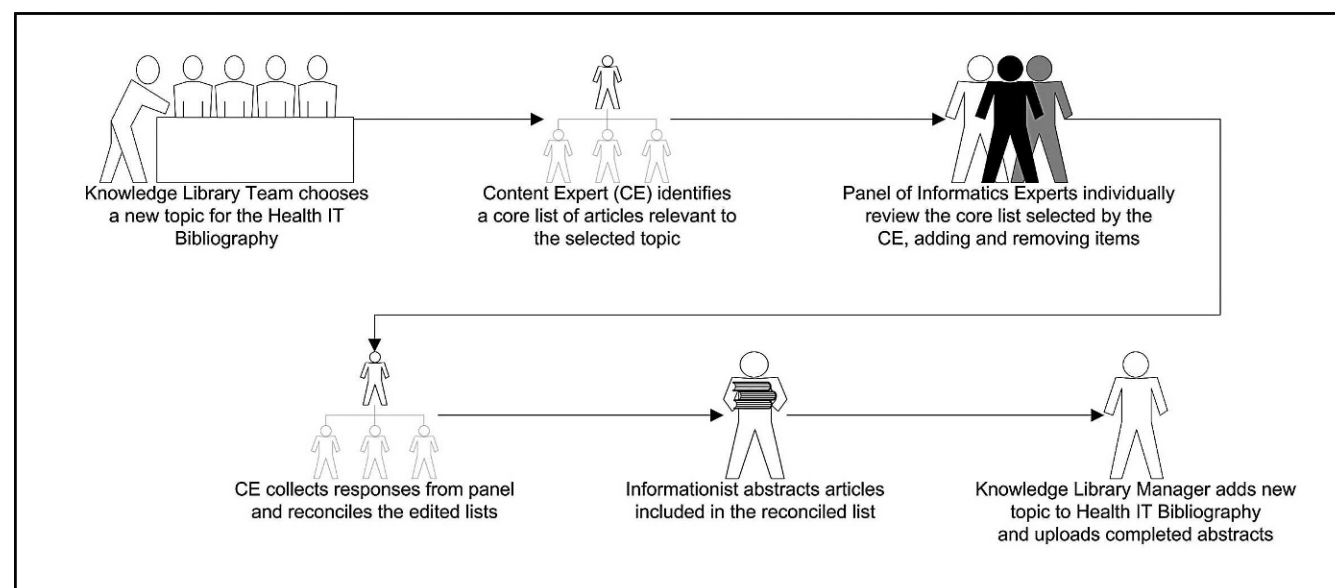 Knowledge Library Team chooses
a new topic for the Health IT
Bibliography
Content Expert (CE) identifies
a core list of articles relevant to
the selected topic
Panel of Informatics Experts individually
review the core list selected by the
CE, adding and removing items
CE collects responses from panel
and reconciles the edited lists
Informationist abstracts articles
included in the reconciled list
Knowledge Library Manager adds new
topic to Health IT Bibliography
and uploads completed abstracts